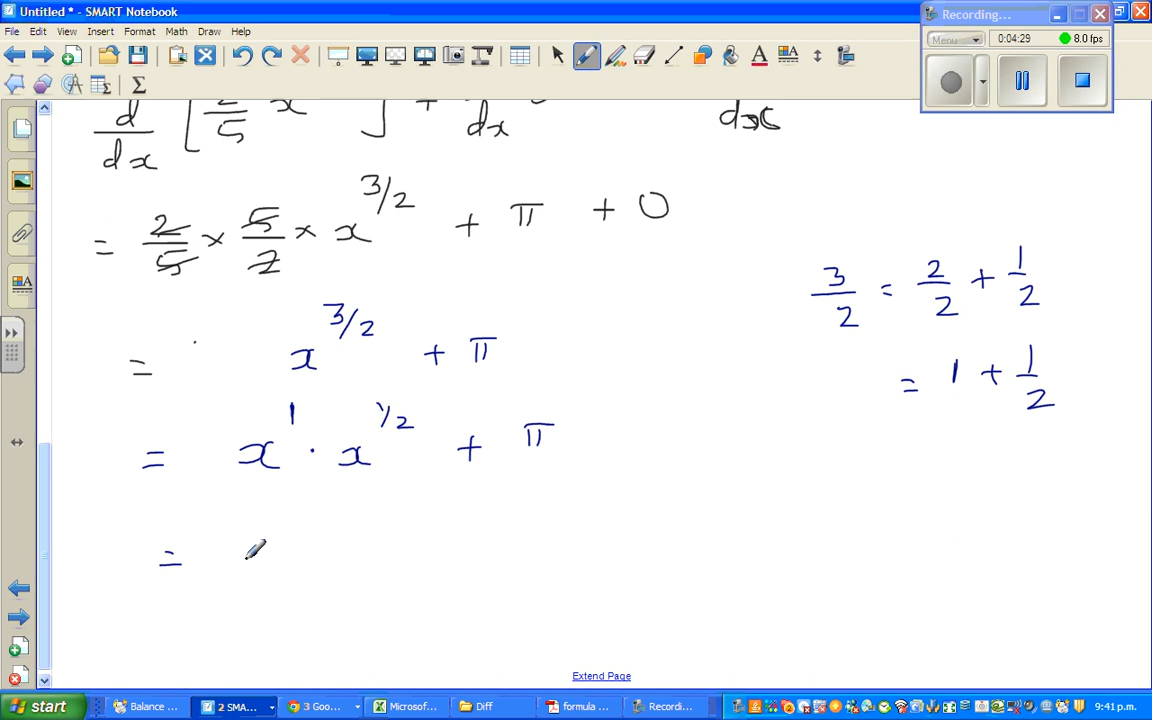 Untitled * - SMART Notebook
Recording...
File Edit View Insert Format Math Draw Help
Menu 0:04:29 8.0 fps
d/dx [2/5 x ] + dx dx
= 2/5 × 5/2 × x^3/2 + π + 0
3/2 = 2/2 + 1/2
= x^3/2 + π
= 1 + 1/2
= x^1 · x^1/2 + π
=
Extend Page
start Balance ... 2 SMA... 3 Goo... Microsof... Diff formula ... Recordi... 9:41 p.m.